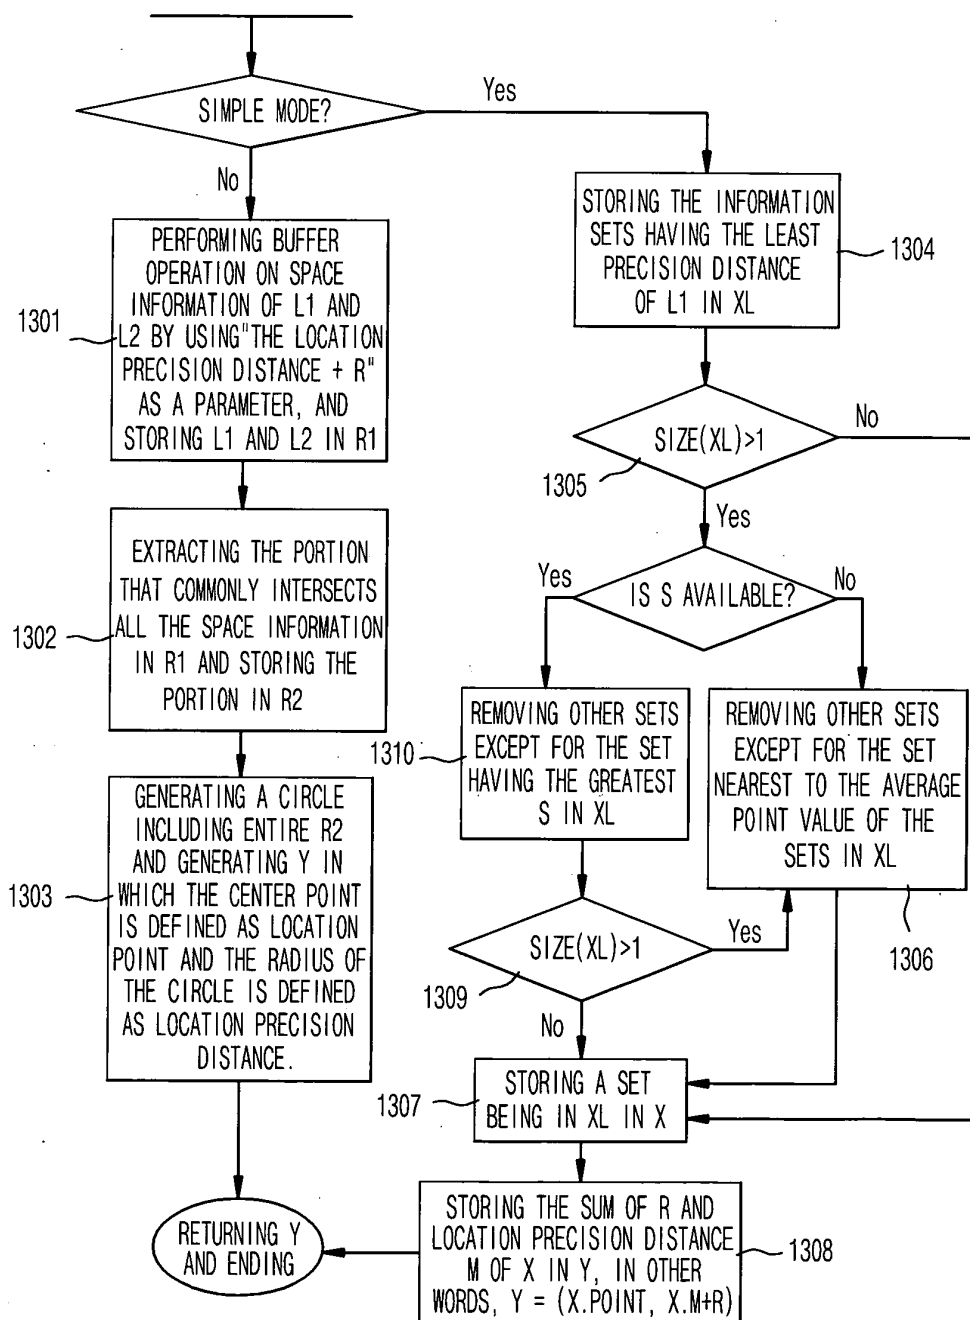 SIMPLE MODE?
Yes
No
PERFORMING BUFFER
OPERATION ON SPACE
INFORMATION OF L1 AND
L2 BY USING"THE LOCATION
PRECISION DISTANCE + R"
AS A PARAMETER, AND
STORING L1 AND L2 IN R1
1301
EXTRACTING THE PORTION
THAT COMMONLY INTERSECTS
ALL THE SPACE INFORMATION
IN R1 AND STORING THE
PORTION IN R2
1302
GENERATING A CIRCLE
INCLUDING ENTIRE R2
AND GENERATING Y IN
WHICH THE CENTER POINT
IS DEFINED AS LOCATION
POINT AND THE RADIUS OF
THE CIRCLE IS DEFINED
AS LOCATION PRECISION
DISTANCE.
1303
RETURNING Y
AND ENDING
STORING THE INFORMATION
SETS HAVING THE LEAST
PRECISION DISTANCE
OF L1 IN XL
1304
SIZE(XL)>1
No
1305
Yes
IS S AVAILABLE?
Yes
No
REMOVING OTHER SETS
EXCEPT FOR THE SET
HAVING THE GREATEST
S IN XL
1310
REMOVING OTHER SETS
EXCEPT FOR THE SET
NEAREST TO THE AVERAGE
POINT VALUE OF THE
SETS IN XL
1306
SIZE(XL)>1
Yes
1309
No
STORING A SET
BEING IN XL IN X
1307
STORING THE SUM OF R AND
LOCATION PRECISION DISTANCE
M OF X IN Y, IN OTHER
WORDS, Y = (X.POINT, X.M+R)
1308